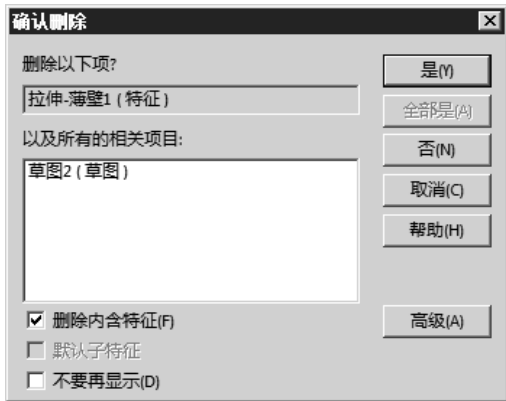 确认删除
删除以下项?
拉伸-薄壁1 ( 特征 )
以及所有的相关项目:
草图2 ( 草图 )
删除内含特征(F)
默认子特征
不要再显示(D)
是(Y)
全部是(A)
否(N)
取消(C)
帮助(H)
高级(A)